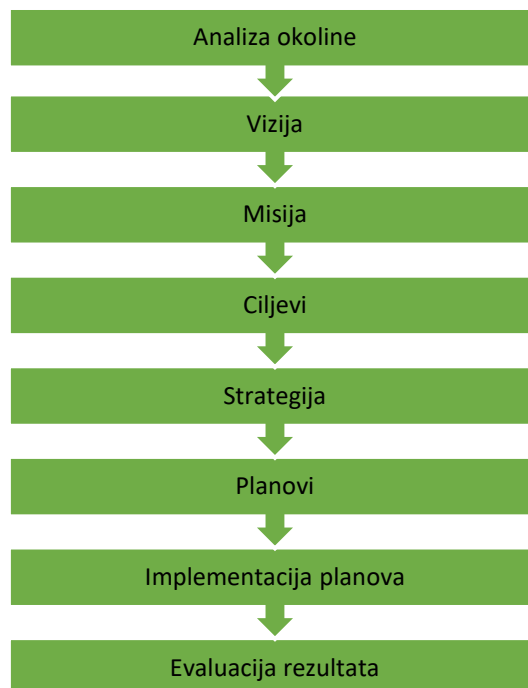 Analiza okoline
Vizija
Misija
Ciljevi
Strategija
Planovi
Implementacija planova
Evaluacija rezultata